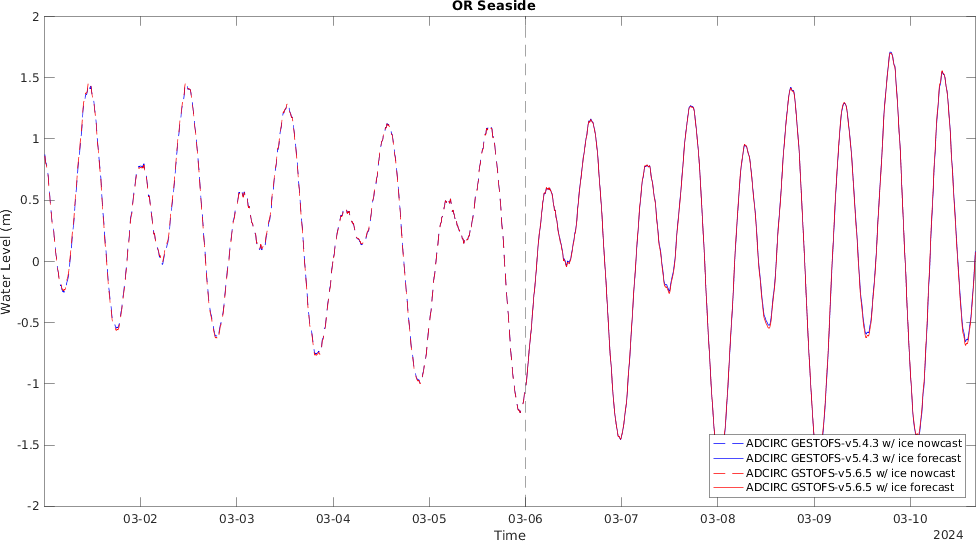 OR Seaside
Water Level (m)
2
1.5
1
0.5
0
-0.5
-1
-1.5
-2
ADCIRC GESTOFS-v5.4.3 w/ ice nowcast
ADCIRC GESTOFS-v5.4.3 w/ ice forecast
ADCIRC GSTOFS-v5.6.5 w/ ice nowcast
ADCIRC GSTOFS-v5.6.5 w/ ice forecast
03-02 03-03 03-04 03-05 03-06 03-07 03-08 03-09 03-10
Time
2024